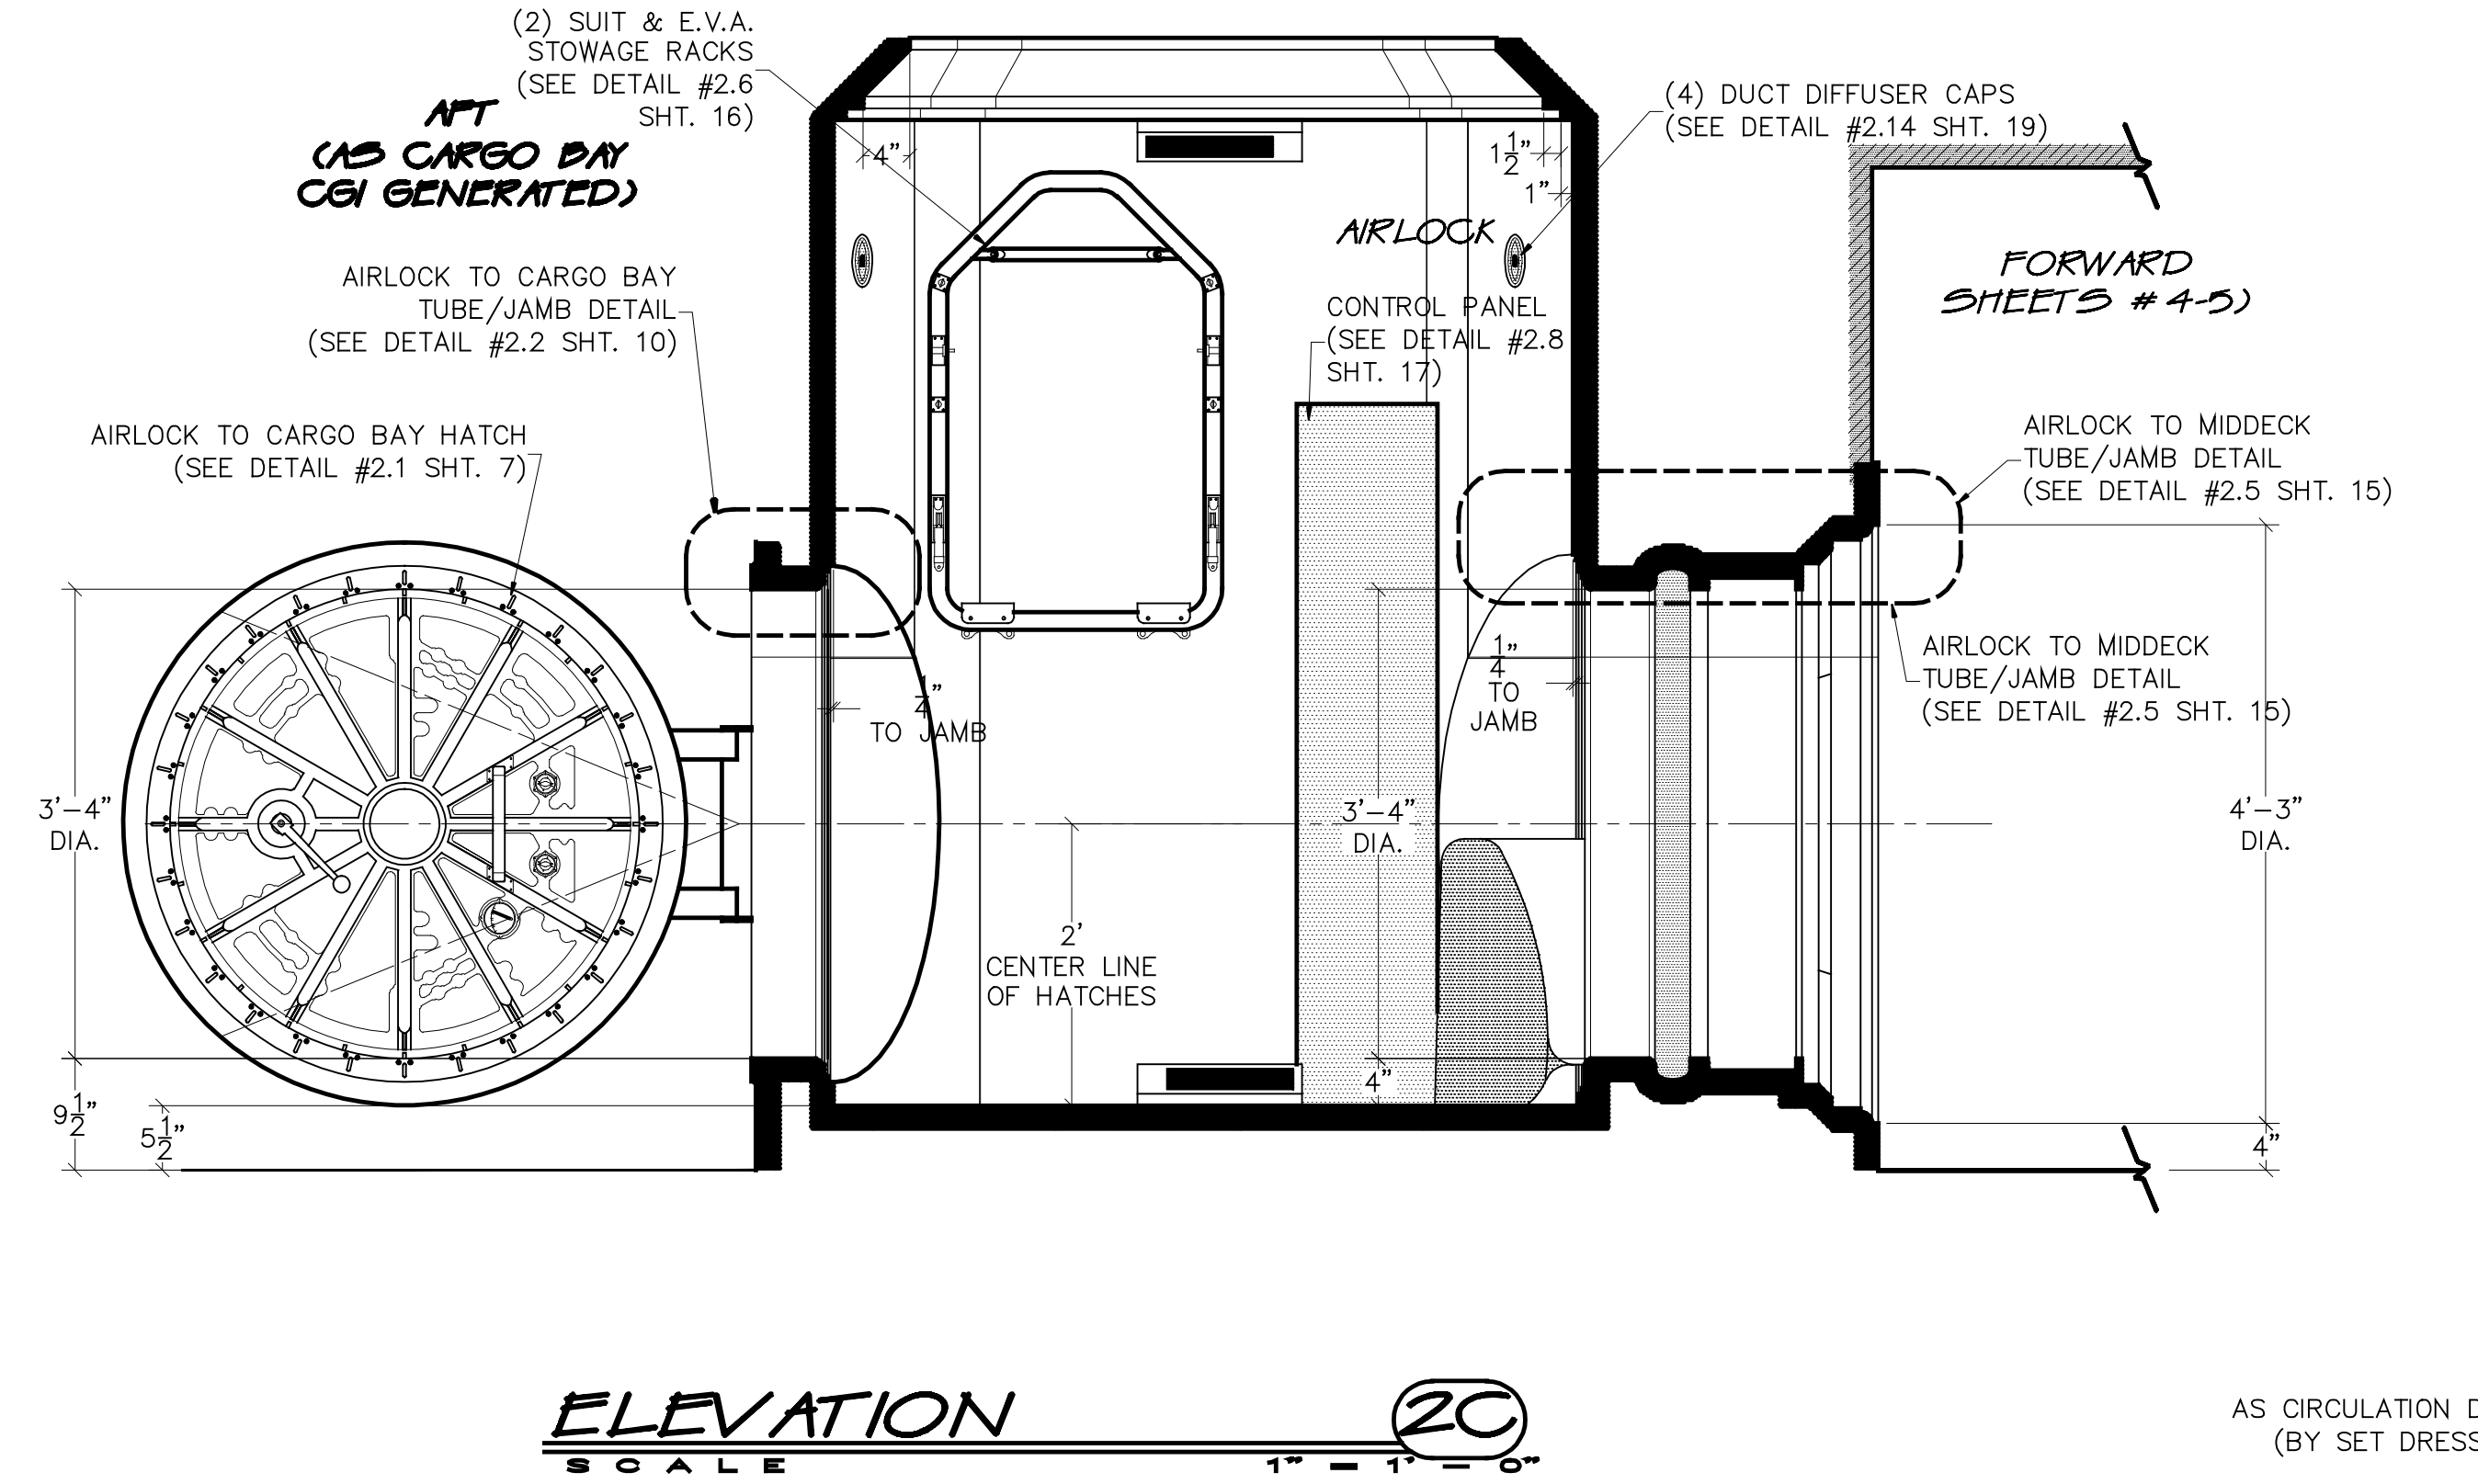 (2) SUIT & E.V.A.
STOWAGE RACKS
(SEE DETAIL #2.6
SHT. 16)
AFT
(AS CARGO BAY
CGI GENERATED)
(4) DUCT DIFFUSER CAPS
(SEE DETAIL #2.14 SHT. 19)
4"
1 1/2"
1"
AIRLOCK
FORWARD
SHEETS # 4-5)
AIRLOCK TO CARGO BAY
TUBE/JAMB DETAIL
(SEE DETAIL #2.2 SHT. 10)
CONTROL PANEL
(SEE DETAIL #2.8
SHT. 17)
AIRLOCK TO CARGO BAY HATCH
(SEE DETAIL #2.1 SHT. 7)
AIRLOCK TO MIDDECK
TUBE/JAMB DETAIL
(SEE DETAIL #2.5 SHT. 15)
AIRLOCK TO MIDDECK
TUBE/JAMB DETAIL
(SEE DETAIL #2.5 SHT. 15)
1/4"
TO JAMB
1/4"
TO
JAMB
3'-4"
DIA.
3'-4"
DIA.
4'-3"
DIA.
2'
CENTER LINE
OF HATCHES
4"
9 1/2"
5 1/2"
4"
ELEVATION
2C
SCALE
1" - 1' - 0"
AS CIRCULATION D
(BY SET DRESS